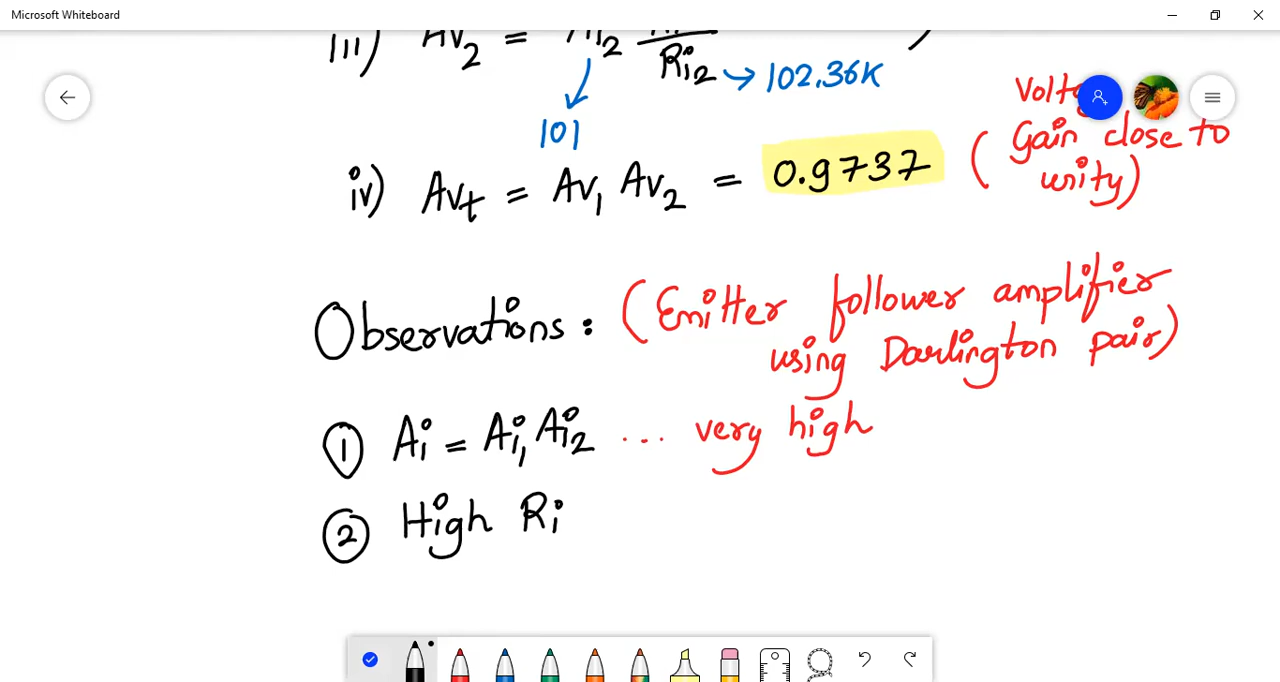 Microsoft Whiteboard
iii) Av2 = Ai2
Ri2 → 102.36K
101
iv) Avt = Av1 Av2 = 0.9737 (
Gain close to
unity)
Observations : (Emitter follower amplifier
using Darlington pair)
① Ai = Ai1 Ai2 ... very high
② High Ri